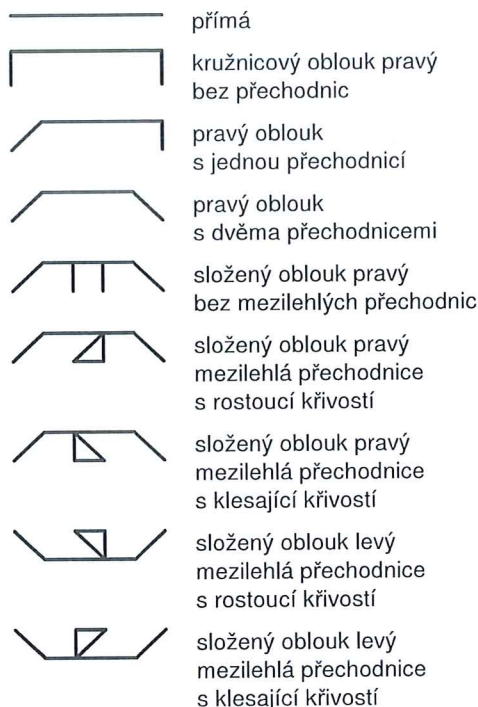 přímá
kružnicový oblouk pravý
bez přechodnic
pravý oblouk
s jednou přechodnicí
pravý oblouk
s dvěma přechodnicemi
složený oblouk pravý
bez mezilehlých přechodnic
složený oblouk pravý
mezilehlá přechodnice
s rostoucí křivostí
složený oblouk pravý
mezilehlá přechodnice
s klesající křivostí
složený oblouk levý
mezilehlá přechodnice
s rostoucí křivostí
složený oblouk levý
mezilehlá přechodnice
s klesající křivostí